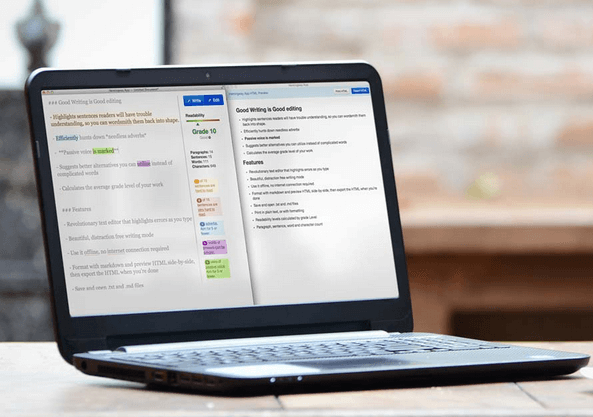 ### Good Writing is Good editing
- Highlights sentences readers will have trouble
understanding, so you can wordsmith them back into shape.
- Efficiently hunts down *needless adverbs*
- **Passive voice is marked**
- Suggests better alternatives you can utilize instead of
complicated words
- Calculates the average grade level of your work
### Features
- Revolutionary text editor that highlights errors as you type
- Beautiful, distraction free writing mode
- Use it offline, no internet connection required
- Format with markdown and preview HTML side-by-side,
then export the HTML when you're done
- Save and open .txt and .md files
Write
Edit
Readability
Grade 10
Paragraphs:
Sentences:
Words:
Characters:
Good Writing is Good editing
• Highlights sentences readers will have trouble understanding, so you can wordsmith them
back into shape.
• Efficiently hunts down needless adverbs
• Passive voice is marked
• Suggests better alternatives you can utilize instead of complicated words
• Calculates the average grade level of your work
Features
• Revolutionary text editor that highlights errors as you type
• Beautiful, distraction free writing mode
• Use it offline, no internet connection required
• Format with markdown and preview HTML side-by-side, then export the HTML when you're
done
• Save and open .txt and .md files
• Print in plain text, or with formatting
• Readability levels calculated by grade Level
• Paragraph, sentence, word and character count